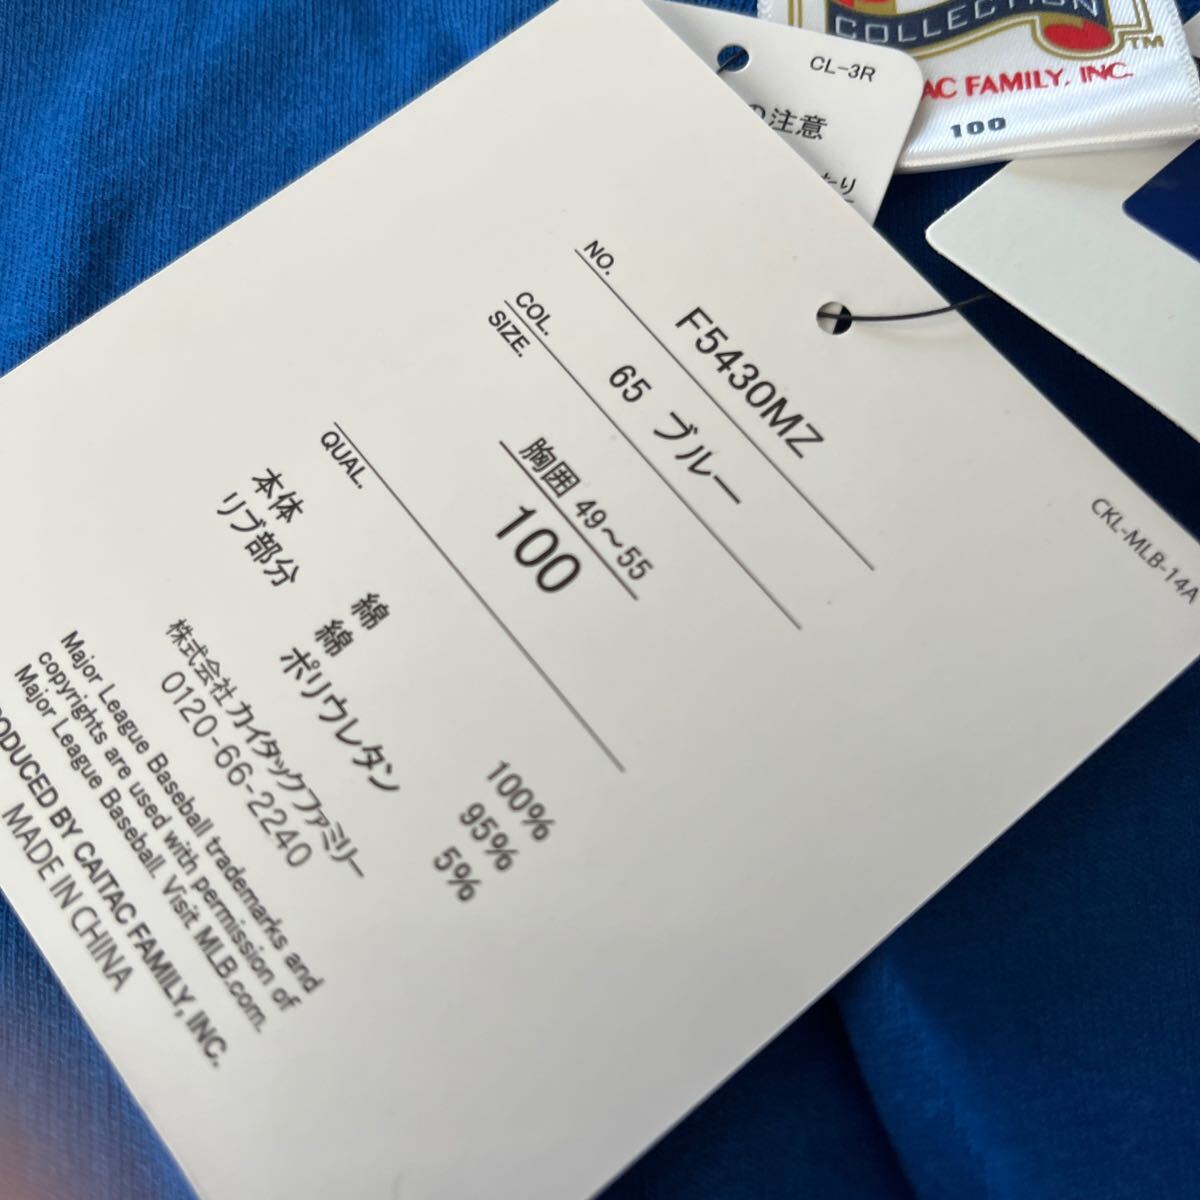 COLLECTION
TM
AC FAMILY, INC.
100
CL-3R
の注意
たり
NO.
F5430MZ
COL.
65 ブルー
SIZE.
胸囲 49～55
100
QUAL.
本体 綿 100%
リブ部分 綿 95%
ポリウレタン 5%
株式会社カイタックファミリー
0120-66-2240
Major League Baseball trademarks and
copyrights are used with permission of
Major League Baseball. Visit MLB.com.
PRODUCED BY CAITAC FAMILY, INC.
MADE IN CHINA
CKL-MLB-14A